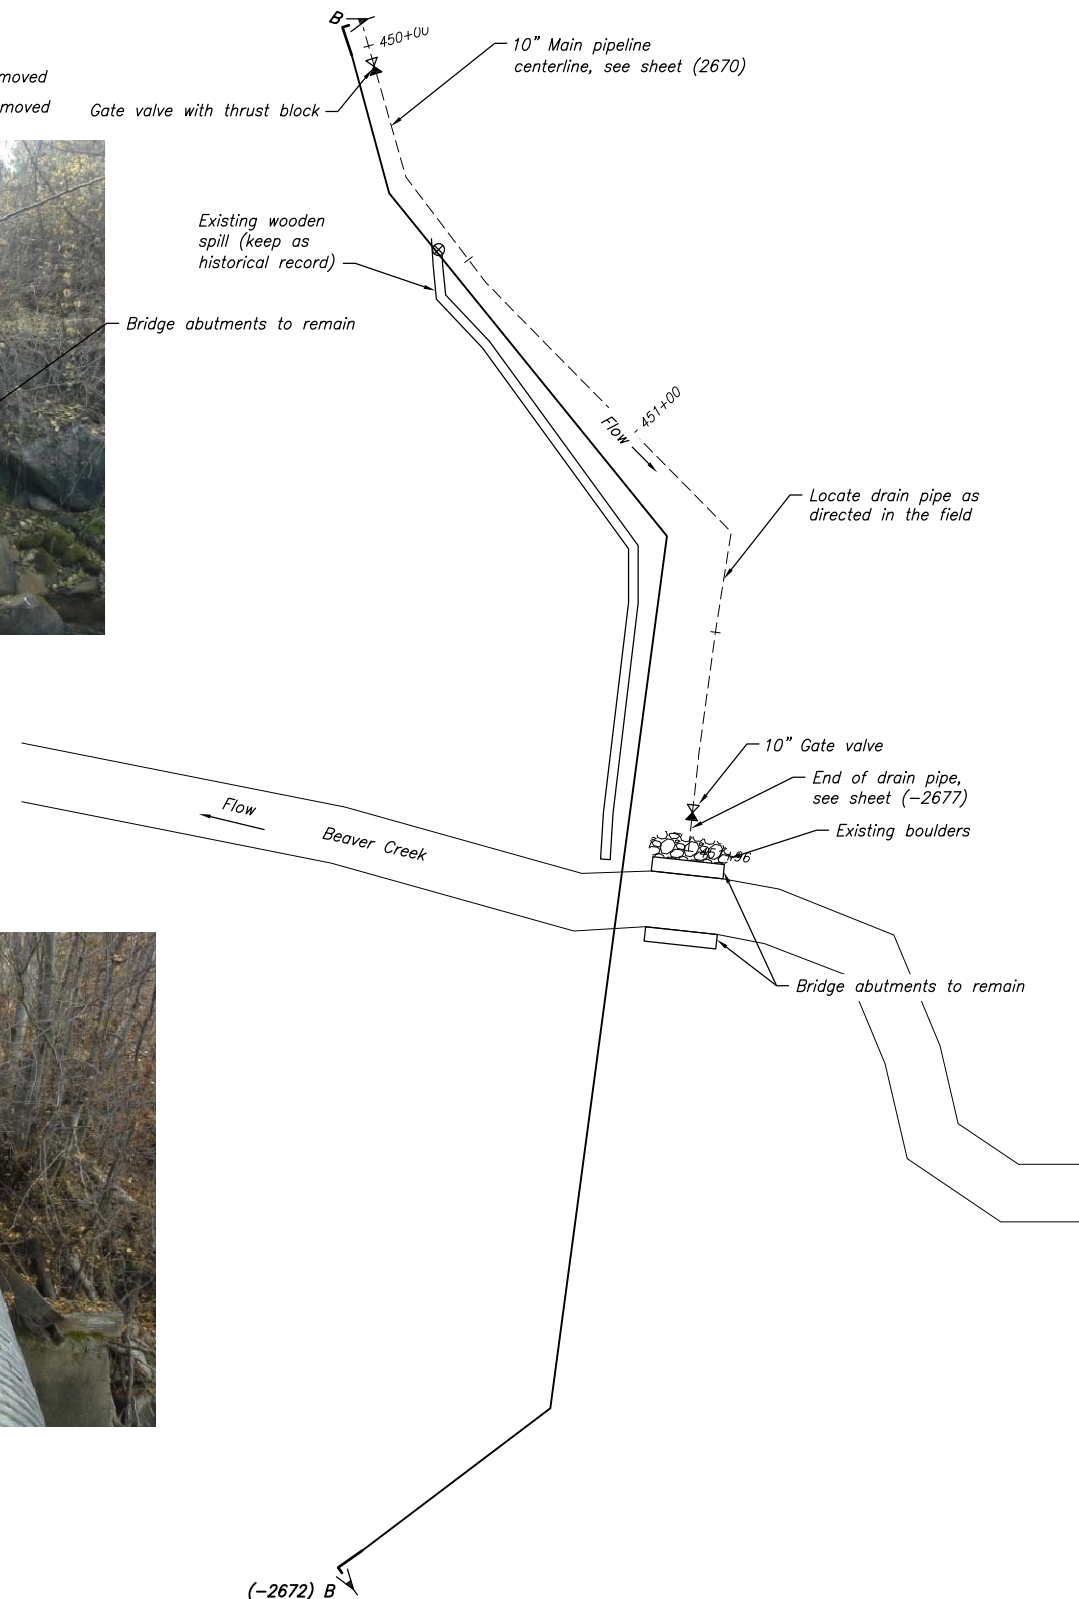 B
450+00
10" Main pipeline
centerline, see sheet (2670)
moved
moved
Gate valve with thrust block
Existing wooden
spill (keep as
historical record)
Bridge abutments to remain
451+00
Flow
Locate drain pipe as
directed in the field
10" Gate valve
End of drain pipe,
see sheet (-2677)
Existing boulders
Flow
Beaver Creek
Bridge abutments to remain
(-2672) B